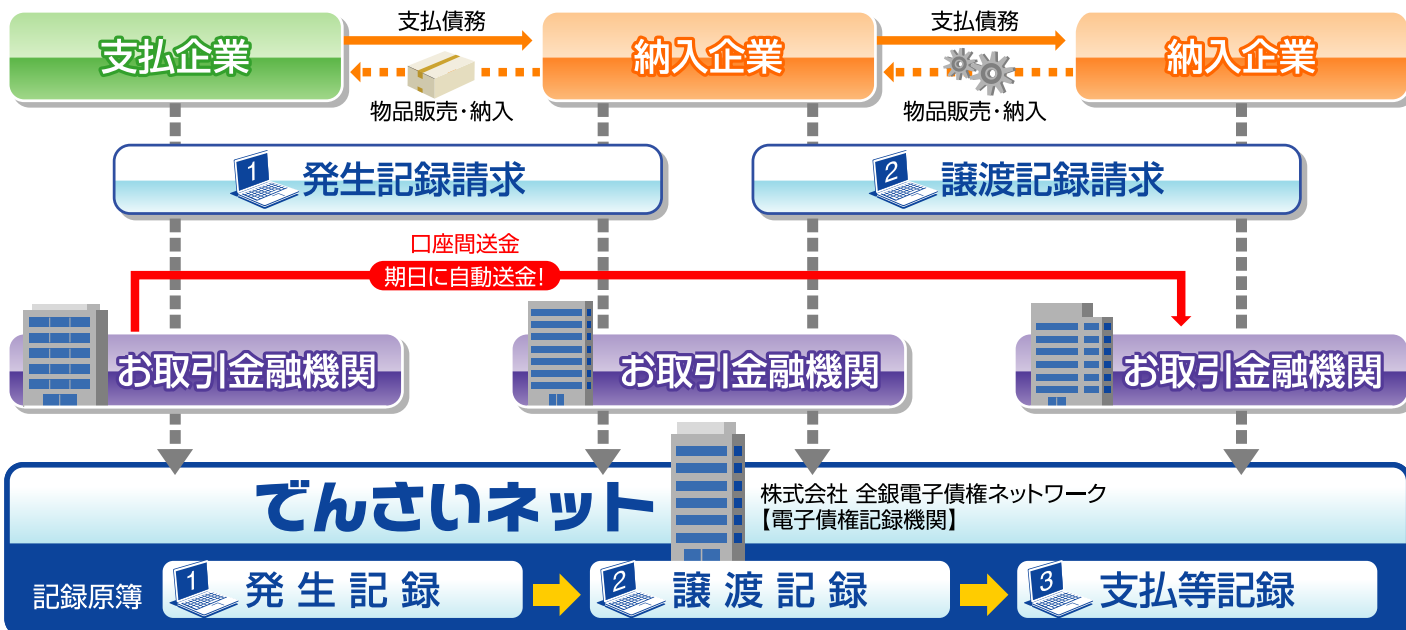 支払債務
支払債務
支払企業
納入企業
納入企業
物品販売・納入
物品販売・納入
1 発生記録請求
2 譲渡記録請求
口座間送金
期日に自動送金!
お取引金融機関
お取引金融機関
お取引金融機関
でんさいネット
株式会社 全銀電子債権ネットワーク
【電子債権記録機関】
記録原簿
1 発生記録
2 譲渡記録
3 支払等記録